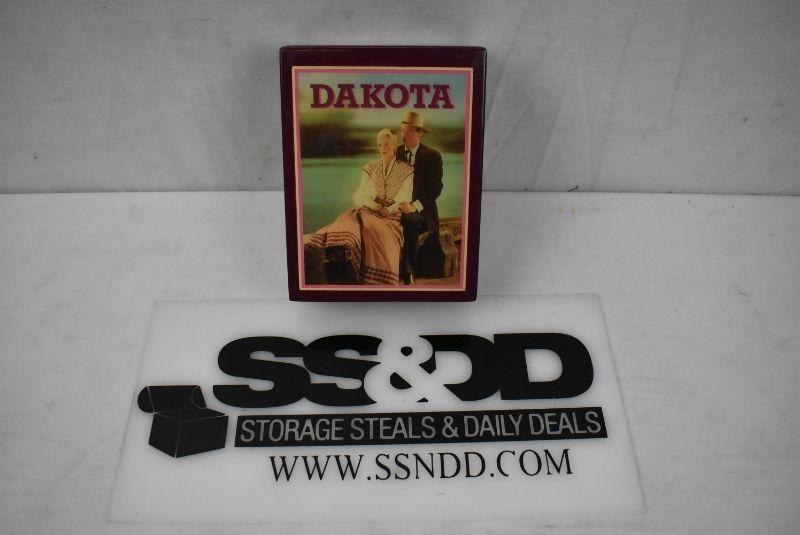 DAKOTA
SS&DD
STORAGE STEALS & DAILY DEALS
WWW.SSNDD.COM